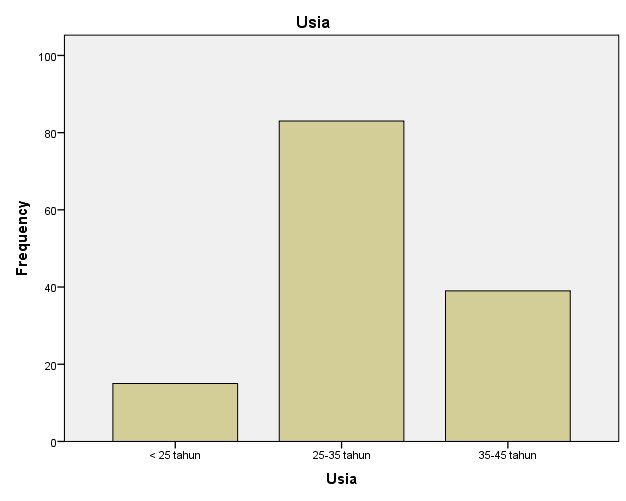 Usia
100
80
60
40
20
0
Frequency
< 25 tahun
25-35 tahun
35-45 tahun
Usia